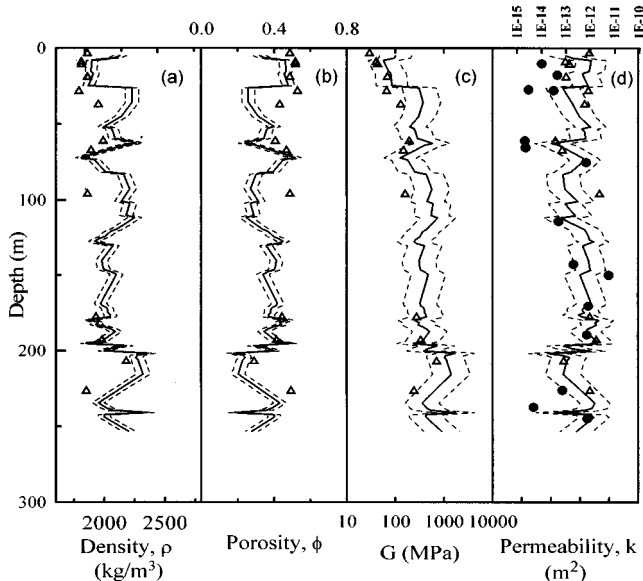 0.0 0.4 0.8
1E-15 1E-14 1E-13 1E-12 1E-11 1E-10
0
100
200
300
Depth (m)
(a) (b) (c) (d)
2000 2500
10 100 1000 10000
Density, ρ
(kg/m³)
Porosity, ϕ
G (MPa)
Permeability, k
(m²)